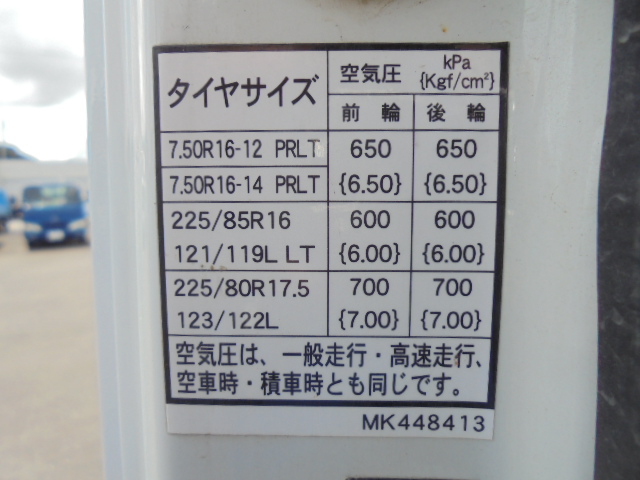 タイヤサイズ 空気圧 kPa {Kgf/cm²}
前輪 後輪
7.50R16-12 PRLT 650 650
7.50R16-14 PRLT {6.50} {6.50}
225/85R16 600 600
121/119L LT {6.00} {6.00}
225/80R17.5 700 700
123/122L {7.00} {7.00}
空気圧は、一般走行・高速走行、
空車時・積車時とも同じです。
MK448413